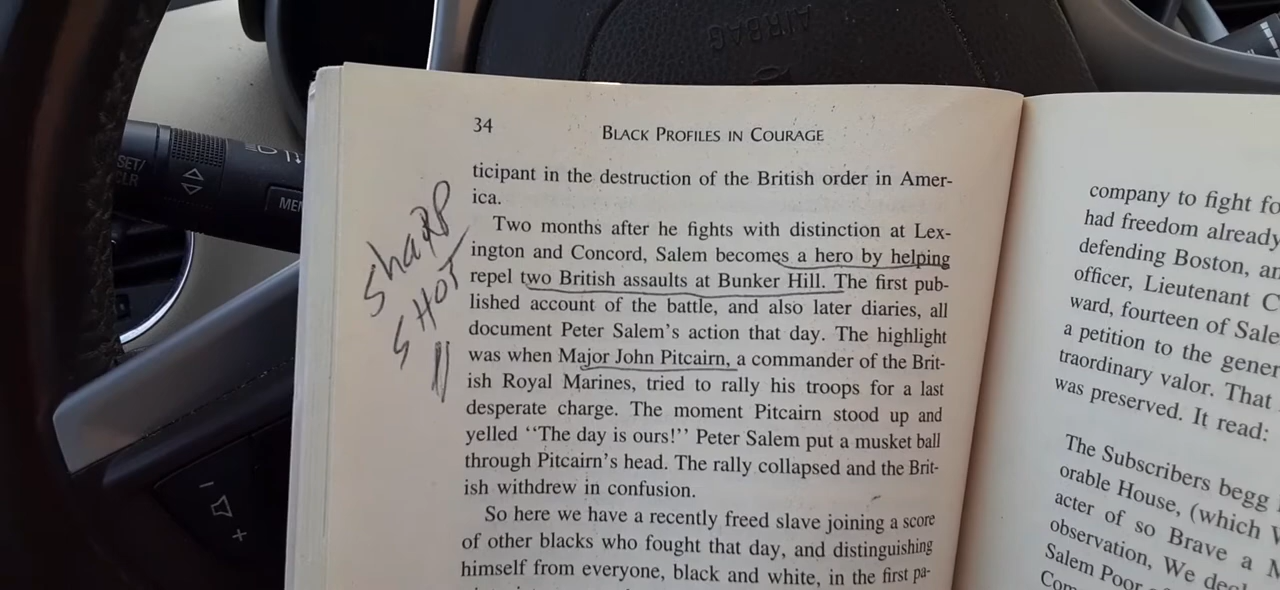 AIRBAG
SET/
CLR
MEN
Sharp
SHOT
34
BLACK PROFILES IN COURAGE
ticipant in the destruction of the British order in Amer-
ica.
Two months after he fights with distinction at Lex-
ington and Concord, Salem becomes a hero by helping
repel two British assaults at Bunker Hill. The first pub-
lished account of the battle, and also later diaries, all
document Peter Salem's action that day. The highlight
was when Major John Pitcairn, a commander of the Brit-
ish Royal Marines, tried to rally his troops for a last
desperate charge. The moment Pitcairn stood up and
yelled ‘‘The day is ours!’’ Peter Salem put a musket ball
through Pitcairn's head. The rally collapsed and the Brit-
ish withdrew in confusion.
So here we have a recently freed slave joining a score
of other blacks who fought that day, and distinguishing
himself from everyone, black and white, in the first pa-
company to fight fo
had freedom already
defending Boston, an
officer, Lieutenant C
ward, fourteen of Sale
a petition to the gener
traordinary valor. That
was preserved. It read:
The Subscribers begg
orable House, (which W
acter of so Brave a M
observation, We decl
Salem Poor
Com